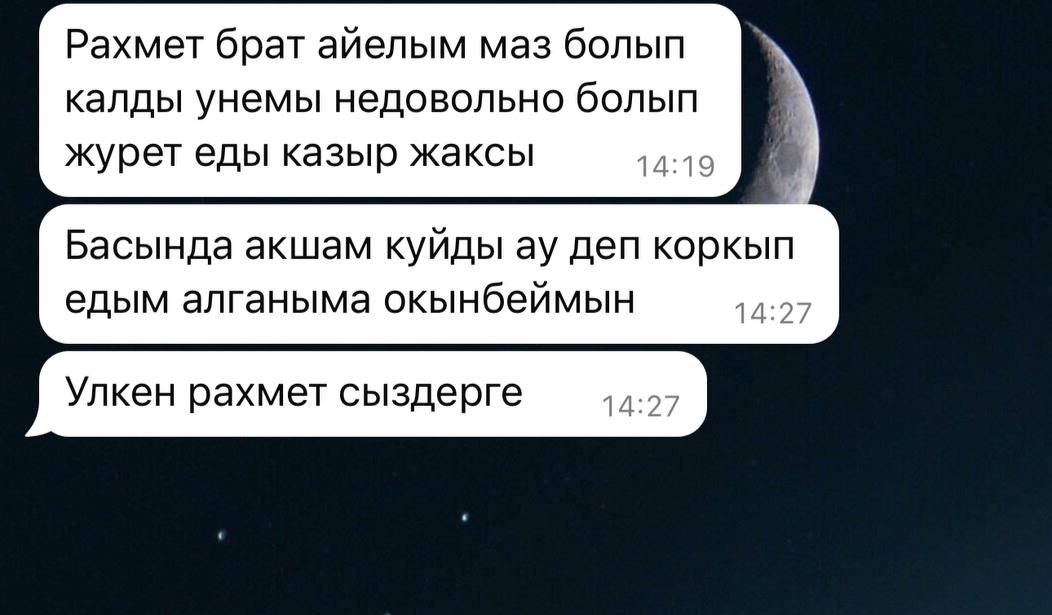 Рахмет брат айелым маз болып
калды унемы недовольно болып
журет еды казыр жаксы
14:19
Басында акшам куйды ау деп коркып
едым алганыма окынбеймын
14:27
Улкен рахмет сыздерге
14:27